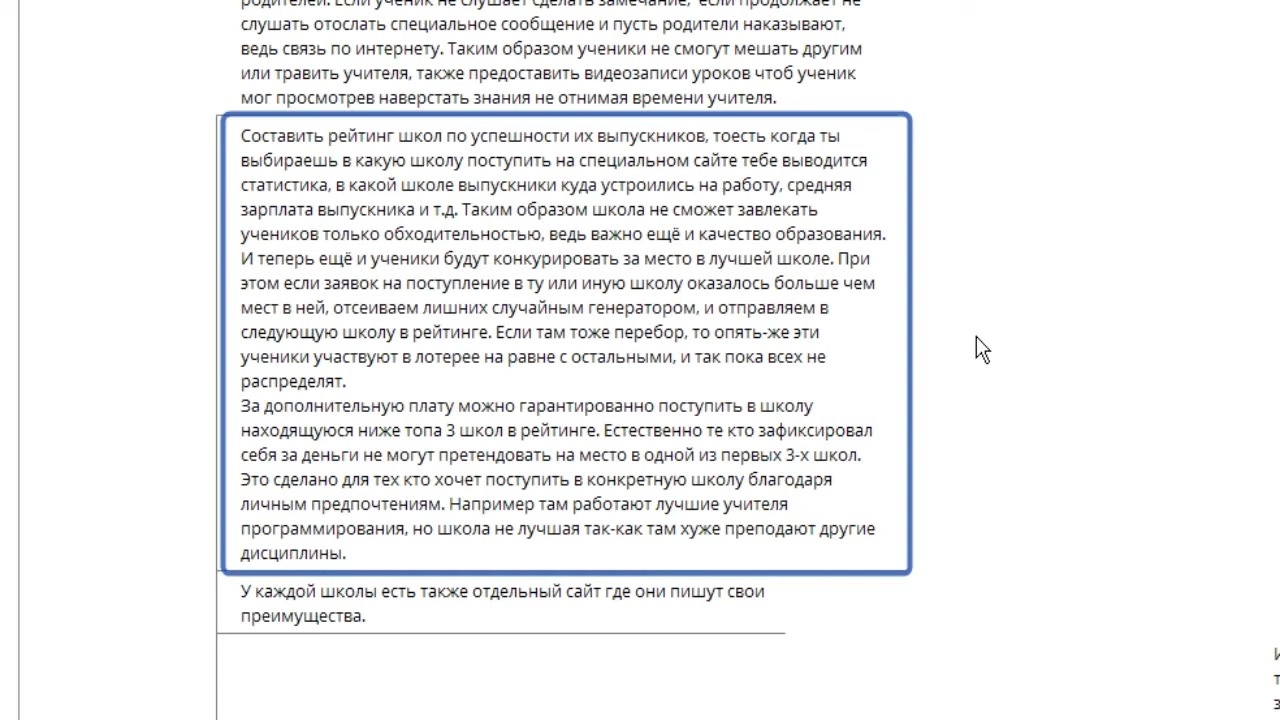 родителей. Если ученик не слушает сделать замечание, если продолжает не
слушать отослать специальное сообщение и пусть родители наказывают,
ведь связь по интернету. Таким образом ученики не смогут мешать другим
или травить учителя, также предоставить видеозаписи уроков чтоб ученик
мог просмотрев наверстать знания не отнимая времени учителя.
Составить рейтинг школ по успешности их выпускников, тоесть когда ты
выбираешь в какую школу поступить на специальном сайте тебе выводится
статистика, в какой школе выпускники куда устроились на работу, средняя
зарплата выпускника и т.д. Таким образом школа не сможет завлекать
учеников только обходительностью, ведь важно ещё и качество образования.
И теперь ещё и ученики будут конкурировать за место в лучшей школе. При
этом если заявок на поступление в ту или иную школу оказалось больше чем
мест в ней, отсеиваем лишних случайным генератором, и отправляем в
следующую школу в рейтинге. Если там тоже перебор, то опять-же эти
ученики участвуют в лотерее на равне с остальными, и так пока всех не
распределят.
За дополнительную плату можно гарантированно поступить в школу
находящуюся ниже топа 3 школ в рейтинге. Естественно те кто зафиксировал
себя за деньги не могут претендовать на место в одной из первых 3-х школ.
Это сделано для тех кто хочет поступить в конкретную школу благодаря
личным предпочтениям. Например там работают лучшие учителя
программирования, но школа не лучшая так-как там хуже преподают другие
дисциплины.
У каждой школы есть также отдельный сайт где они пишут свои
преимущества.